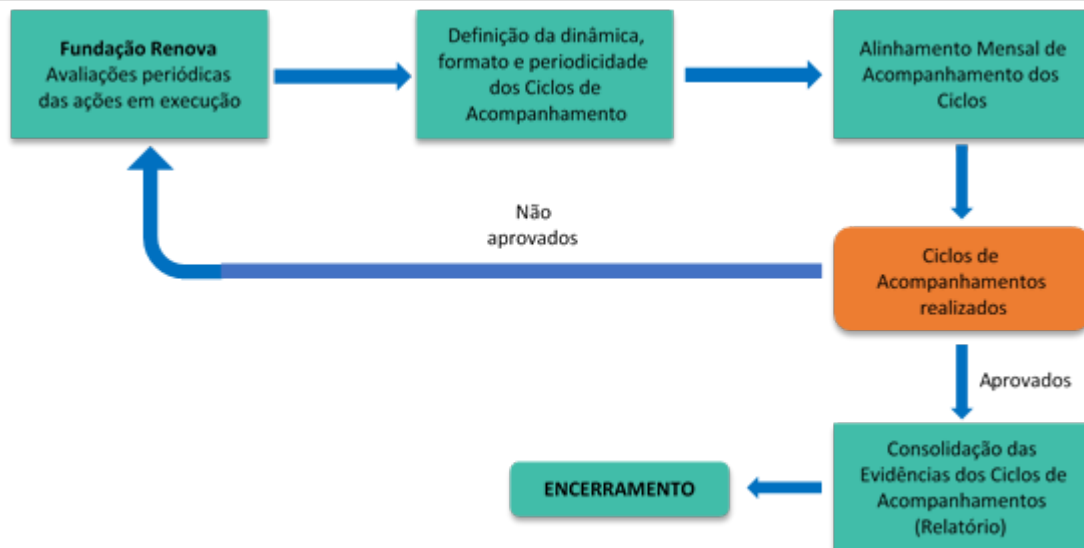 Fundação Renova
Avaliações periódicas
das ações em execução
Definição da dinâmica,
formato e periodicidade
dos Ciclos de
Acompanhamento
Alinhamento Mensal de
Acompanhamento dos
Ciclos
Não
aprovados
Ciclos de
Acompanhamentos
realizados
Aprovados
Consolidação das
Evidências dos Ciclos de
Acompanhamentos
(Relatório)
ENCERRAMENTO